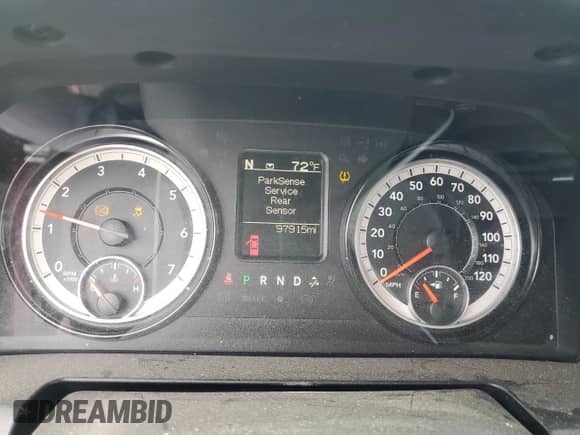 N 72°F
ParkSense
Service
Rear
Sensor
97915mi
P R N D
1 2 3 4 5 6 7
RPM
H
0 10 20 30 40 50 60 70 80 90 100 110 120
MPH
E F
DREAMBID